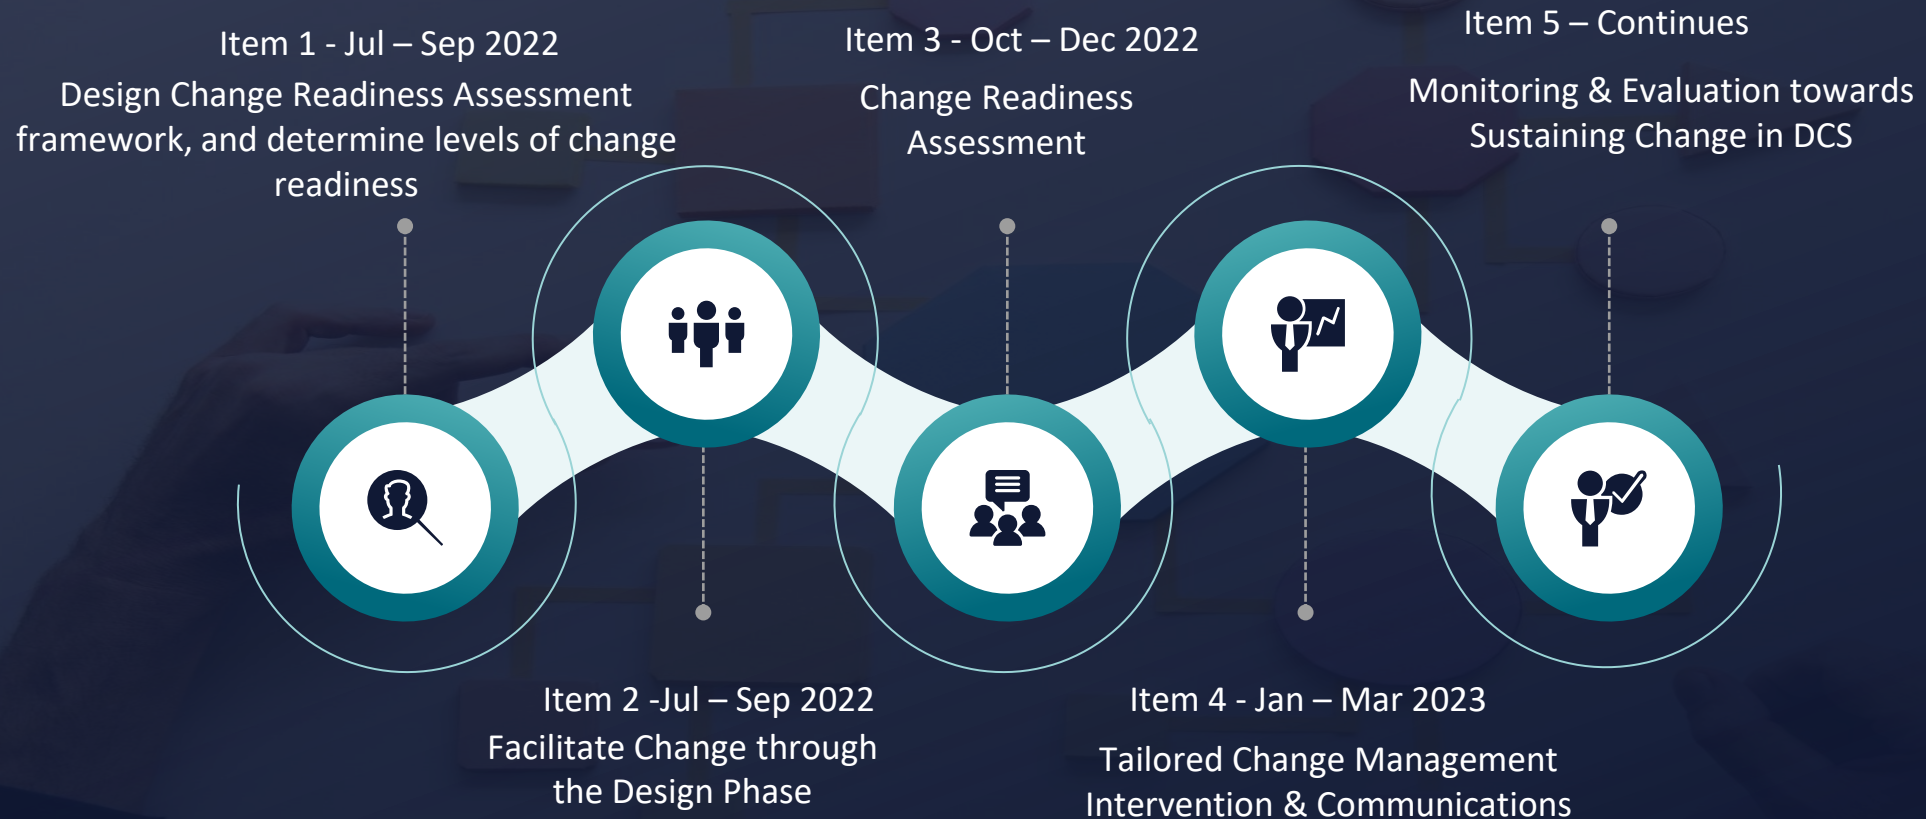 Item 1 - Jul – Sep 2022
Design Change Readiness Assessment
framework, and determine levels of change
readiness
Item 2 -Jul – Sep 2022
Facilitate Change through
the Design Phase
Item 3 - Oct – Dec 2022
Change Readiness
Assessment
Item 4 - Jan – Mar 2023
Tailored Change Management
Intervention & Communications
Item 5 – Continues
Monitoring & Evaluation towards
Sustaining Change in DCS